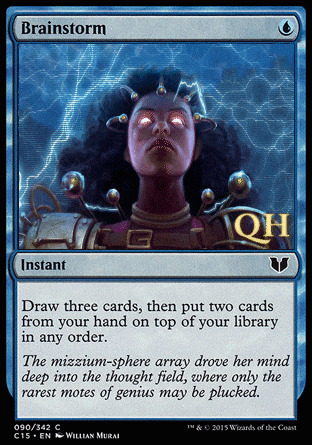 Brainstorm
QH
Instant
Draw three cards, then put two cards
from your hand on top of your library
in any order.
The mizzium-sphere array drove her mind
deep into the thought field, where only the
rarest motes of genius may be plucked.
090/342 C
C15 • EN Willian Murai
™ & © 2015 Wizards of the Coast